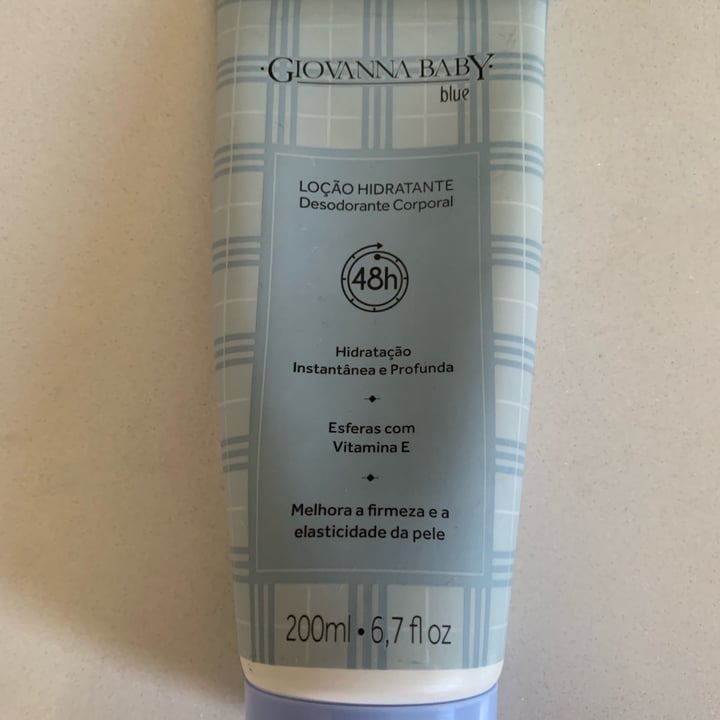 GIOVANNA BABY
blue
LOÇÃO HIDRATANTE
Desodorante Corporal
48h
Hidratação
Instantânea e Profunda
Esferas com
Vitamina E
Melhora a firmeza e a
elasticidade da pele
200ml • 6,7 fl oz